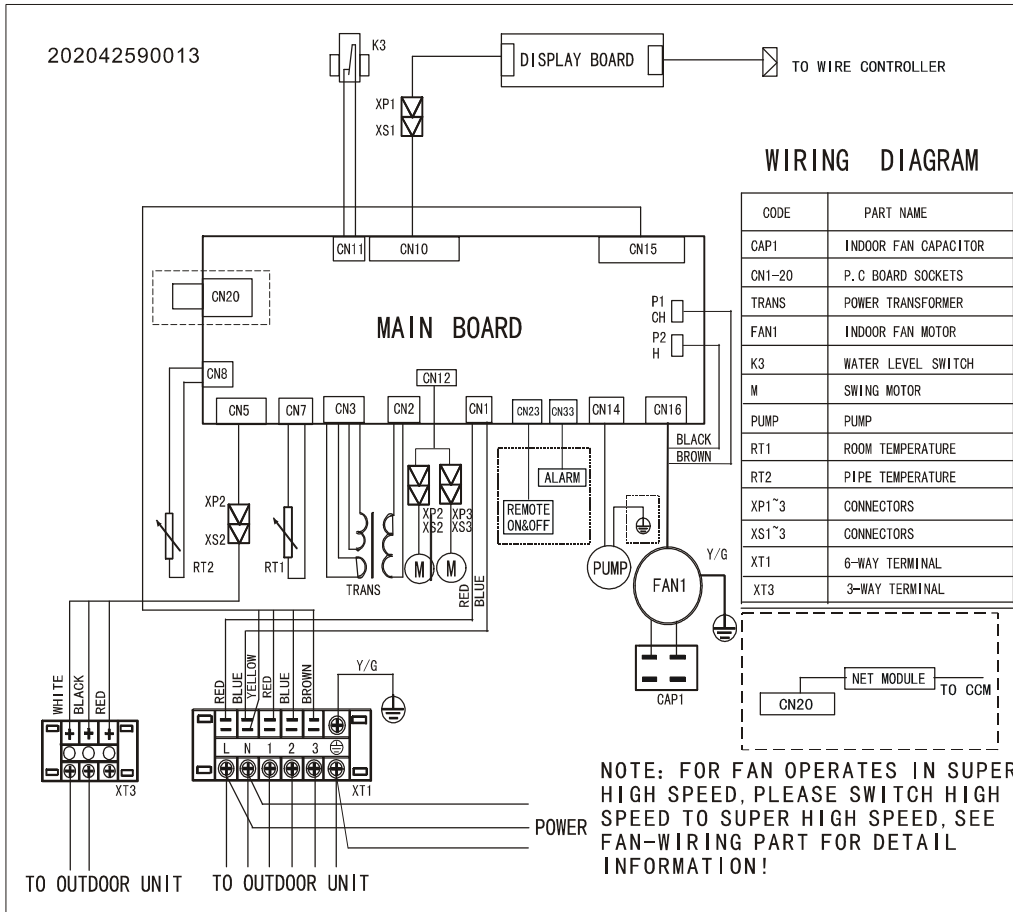 202042590013
K3
DISPLAY BOARD
TO WIRE CONTROLLER
XP1
XS1
WIRING DIAGRAM
CODE PART NAME
CAP1 INDOOR FAN CAPACITOR
CN1-20 P.C BOARD SOCKETS
TRANS POWER TRANSFORMER
FAN1 INDOOR FAN MOTOR
K3 WATER LEVEL SWITCH
M SWING MOTOR
PUMP PUMP
RT1 ROOM TEMPERATURE
RT2 PIPE TEMPERATURE
XP1~3 CONNECTORS
XS1~3 CONNECTORS
XT1 6-WAY TERMINAL
XT3 3-WAY TERMINAL
CN11
CN10
CN15
CN20
MAIN BOARD
P1
CH
P2
H
CN8
CN12
CN5
CN7
CN3
CN2
CN1
CN23
CN33
CN14
CN16
BLACK
BROWN
ALARM
REMOTE
ON&OFF
XP2
XS2
XP2
XS2
XP3
XS3
RT2
RT1
TRANS
M
M
RED
BLUE
PUMP
FAN1
Y/G
CAP1
WHITE
BLACK
RED
RED
BLUE
YELLOW
RED
BLUE
BROWN
Y/G
L N 1 2 3
XT3
XT1
NET MODULE
TO CCM
CN20
POWER
TO OUTDOOR UNIT
TO OUTDOOR UNIT
NOTE: FOR FAN OPERATES IN SUPER
HIGH SPEED, PLEASE SWITCH HIGH
SPEED TO SUPER HIGH SPEED, SEE
FAN-WIRING PART FOR DETAIL
INFORMATION!